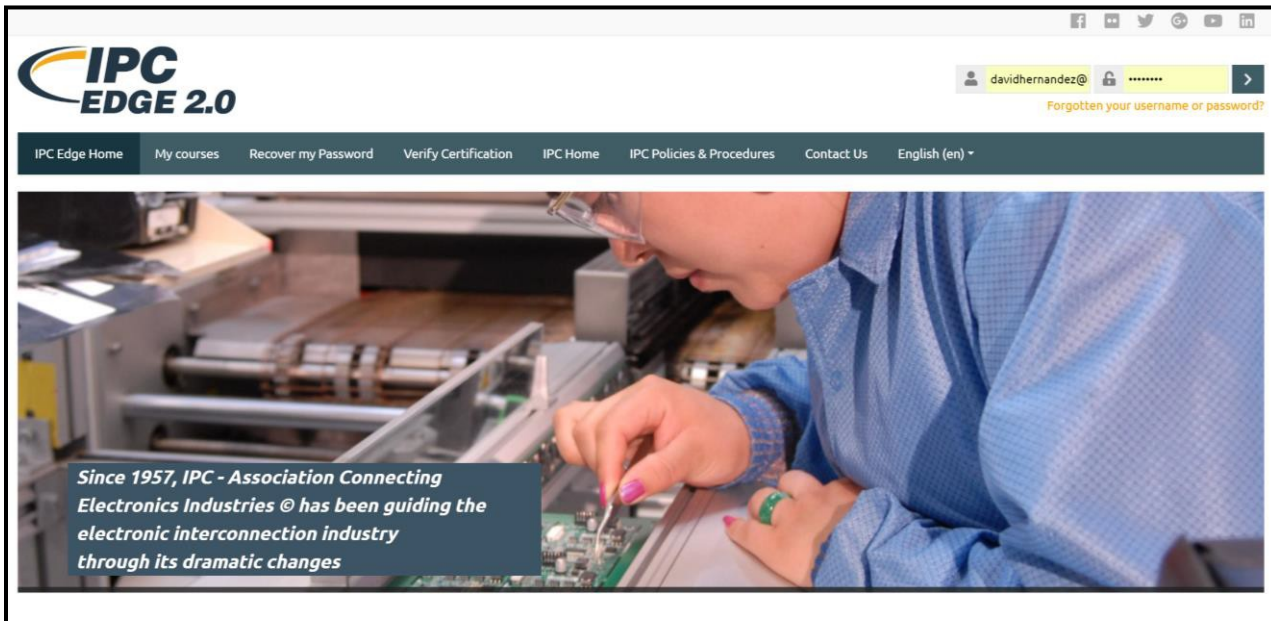 IPC
EDGE 2.0
davidhernandez@
••••••••
Forgotten your username or password?
IPC Edge Home My courses Recover my Password Verify Certification IPC Home IPC Policies & Procedures Contact Us English (en)
Since 1957, IPC - Association Connecting
Electronics Industries © has been guiding the
electronic interconnection industry
through its dramatic changes